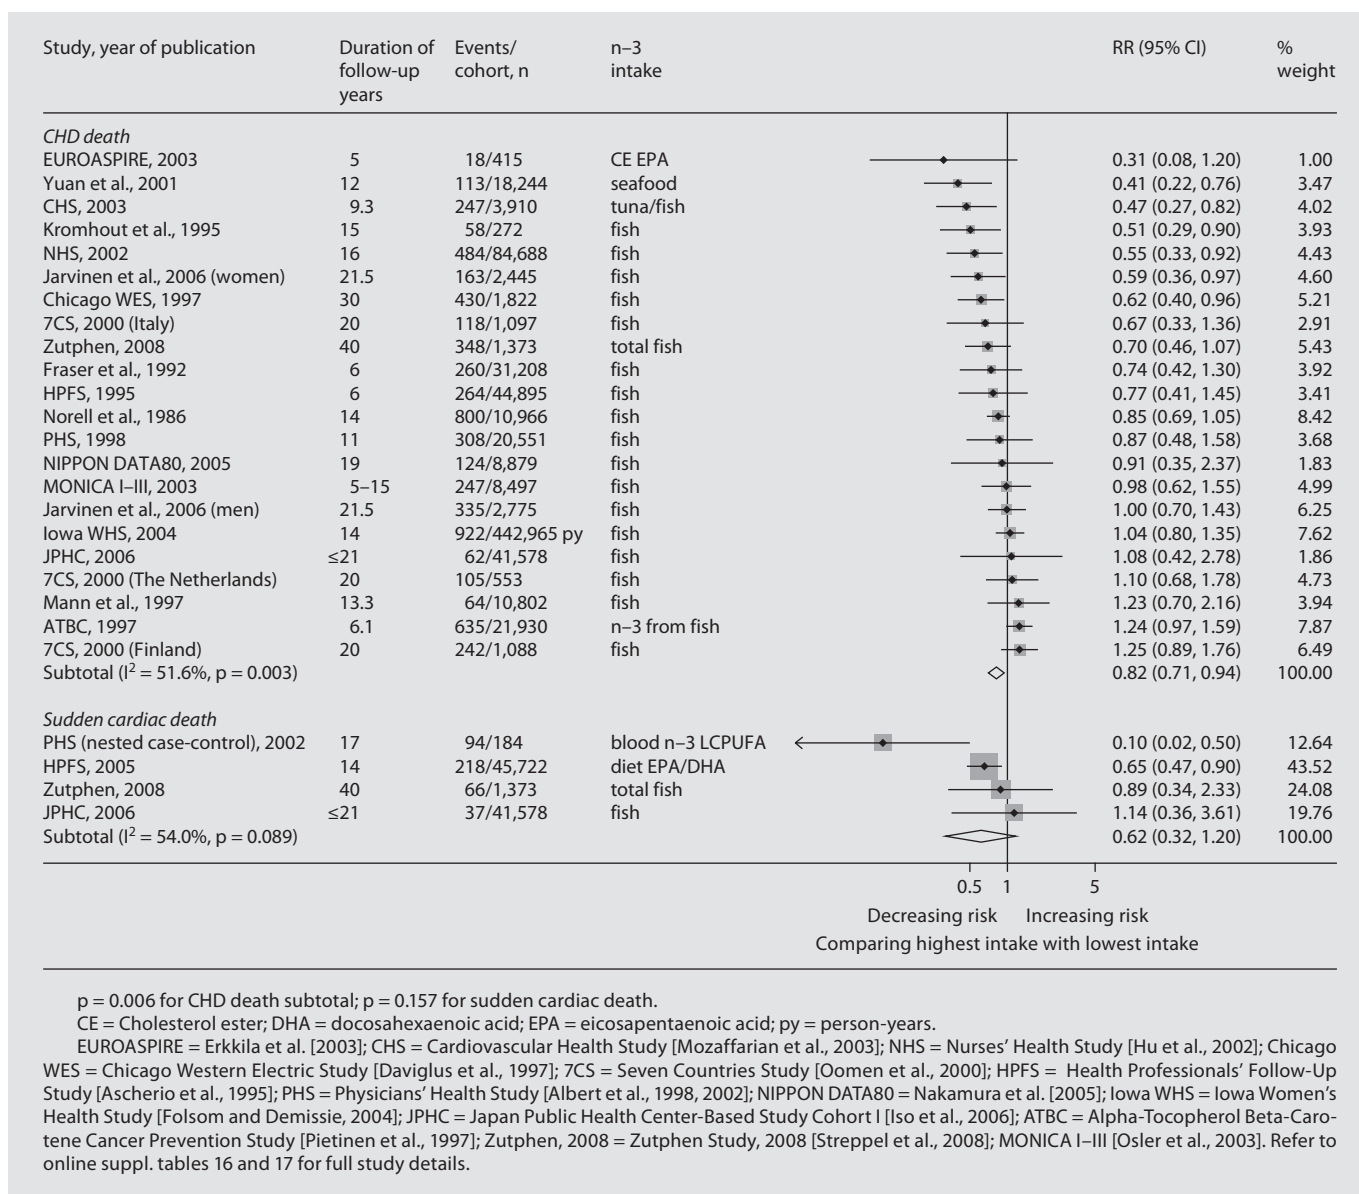 Study, year of publication Duration of follow-up years Events/ cohort, n n–3 intake RR (95% CI) % weight
CHD death
EUROASPIRE, 2003 5 18/415 CE EPA 0.31 (0.08, 1.20) 1.00
Yuan et al., 2001 12 113/18,244 seafood 0.41 (0.22, 0.76) 3.47
CHS, 2003 9.3 247/3,910 tuna/fish 0.47 (0.27, 0.82) 4.02
Kromhout et al., 1995 15 58/272 fish 0.51 (0.29, 0.90) 3.93
NHS, 2002 16 484/84,688 fish 0.55 (0.33, 0.92) 4.43
Jarvinen et al., 2006 (women) 21.5 163/2,445 fish 0.59 (0.36, 0.97) 4.60
Chicago WES, 1997 30 430/1,822 fish 0.62 (0.40, 0.96) 5.21
7CS, 2000 (Italy) 20 118/1,097 fish 0.67 (0.33, 1.36) 2.91
Zutphen, 2008 40 348/1,373 total fish 0.70 (0.46, 1.07) 5.43
Fraser et al., 1992 6 260/31,208 fish 0.74 (0.42, 1.30) 3.92
HPFS, 1995 6 264/44,895 fish 0.77 (0.41, 1.45) 3.41
Norell et al., 1986 14 800/10,966 fish 0.85 (0.69, 1.05) 8.42
PHS, 1998 11 308/20,551 fish 0.87 (0.48, 1.58) 3.68
NIPPON DATA80, 2005 19 124/8,879 fish 0.91 (0.35, 2.37) 1.83
MONICA I–III, 2003 5–15 247/8,497 fish 0.98 (0.62, 1.55) 4.99
Jarvinen et al., 2006 (men) 21.5 335/2,775 fish 1.00 (0.70, 1.43) 6.25
Iowa WHS, 2004 14 922/442,965 py fish 1.04 (0.80, 1.35) 7.62
JPHC, 2006 ≤21 62/41,578 fish 1.08 (0.42, 2.78) 1.86
7CS, 2000 (The Netherlands) 20 105/553 fish 1.10 (0.68, 1.78) 4.73
Mann et al., 1997 13.3 64/10,802 fish 1.23 (0.70, 2.16) 3.94
ATBC, 1997 6.1 635/21,930 n–3 from fish 1.24 (0.97, 1.59) 7.87
7CS, 2000 (Finland) 20 242/1,088 fish 1.25 (0.89, 1.76) 6.49
Subtotal (I² = 51.6%, p = 0.003) 0.82 (0.71, 0.94) 100.00
Sudden cardiac death
PHS (nested case-control), 2002 17 94/184 blood n–3 LCPUFA 0.10 (0.02, 0.50) 12.64
HPFS, 2005 14 218/45,722 diet EPA/DHA 0.65 (0.47, 0.90) 43.52
Zutphen, 2008 40 66/1,373 total fish 0.89 (0.34, 2.33) 24.08
JPHC, 2006 ≤21 37/41,578 fish 1.14 (0.36, 3.61) 19.76
Subtotal (I² = 54.0%, p = 0.089) 0.62 (0.32, 1.20) 100.00
0.5 1 5
Decreasing risk Increasing risk
Comparing highest intake with lowest intake
p = 0.006 for CHD death subtotal; p = 0.157 for sudden cardiac death.
CE = Cholesterol ester; DHA = docosahexaenoic acid; EPA = eicosapentaenoic acid; py = person-years.
EUROASPIRE = Erkkila et al. [2003]; CHS = Cardiovascular Health Study [Mozaffarian et al., 2003]; NHS = Nurses’ Health Study [Hu et al., 2002]; Chicago
WES = Chicago Western Electric Study [Daviglus et al., 1997]; 7CS = Seven Countries Study [Oomen et al., 2000]; HPFS = Health Professionals’ Follow-Up
Study [Ascherio et al., 1995]; PHS = Physicians’ Health Study [Albert et al., 1998, 2002]; NIPPON DATA80 = Nakamura et al. [2005]; Iowa WHS = Iowa Women’s
Health Study [Folsom and Demissie, 2004]; JPHC = Japan Public Health Center-Based Study Cohort I [Iso et al., 2006]; ATBC = Alpha-Tocopherol Beta-Caro-
tene Cancer Prevention Study [Pietinen et al., 1997]; Zutphen, 2008 = Zutphen Study, 2008 [Streppel et al., 2008]; MONICA I–III [Osler et al., 2003]. Refer to
online suppl. tables 16 and 17 for full study details.